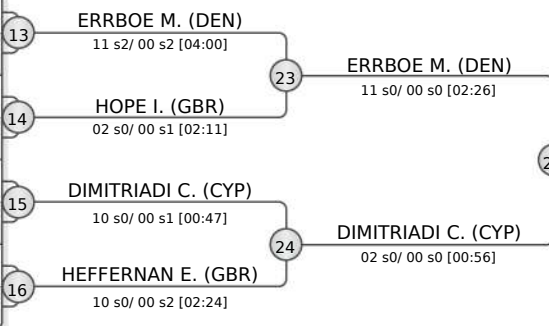 13
ERRBOE M. (DEN)
11 s2/ 00 s2 [04:00]
23
ERRBOE M. (DEN)
11 s0/ 00 s0 [02:26]
14
HOPE I. (GBR)
02 s0/ 00 s1 [02:11]
2
15
DIMITRIADI C. (CYP)
10 s0/ 00 s1 [00:47]
24
DIMITRIADI C. (CYP)
02 s0/ 00 s0 [00:56]
16
HEFFERNAN E. (GBR)
10 s0/ 00 s2 [02:24]